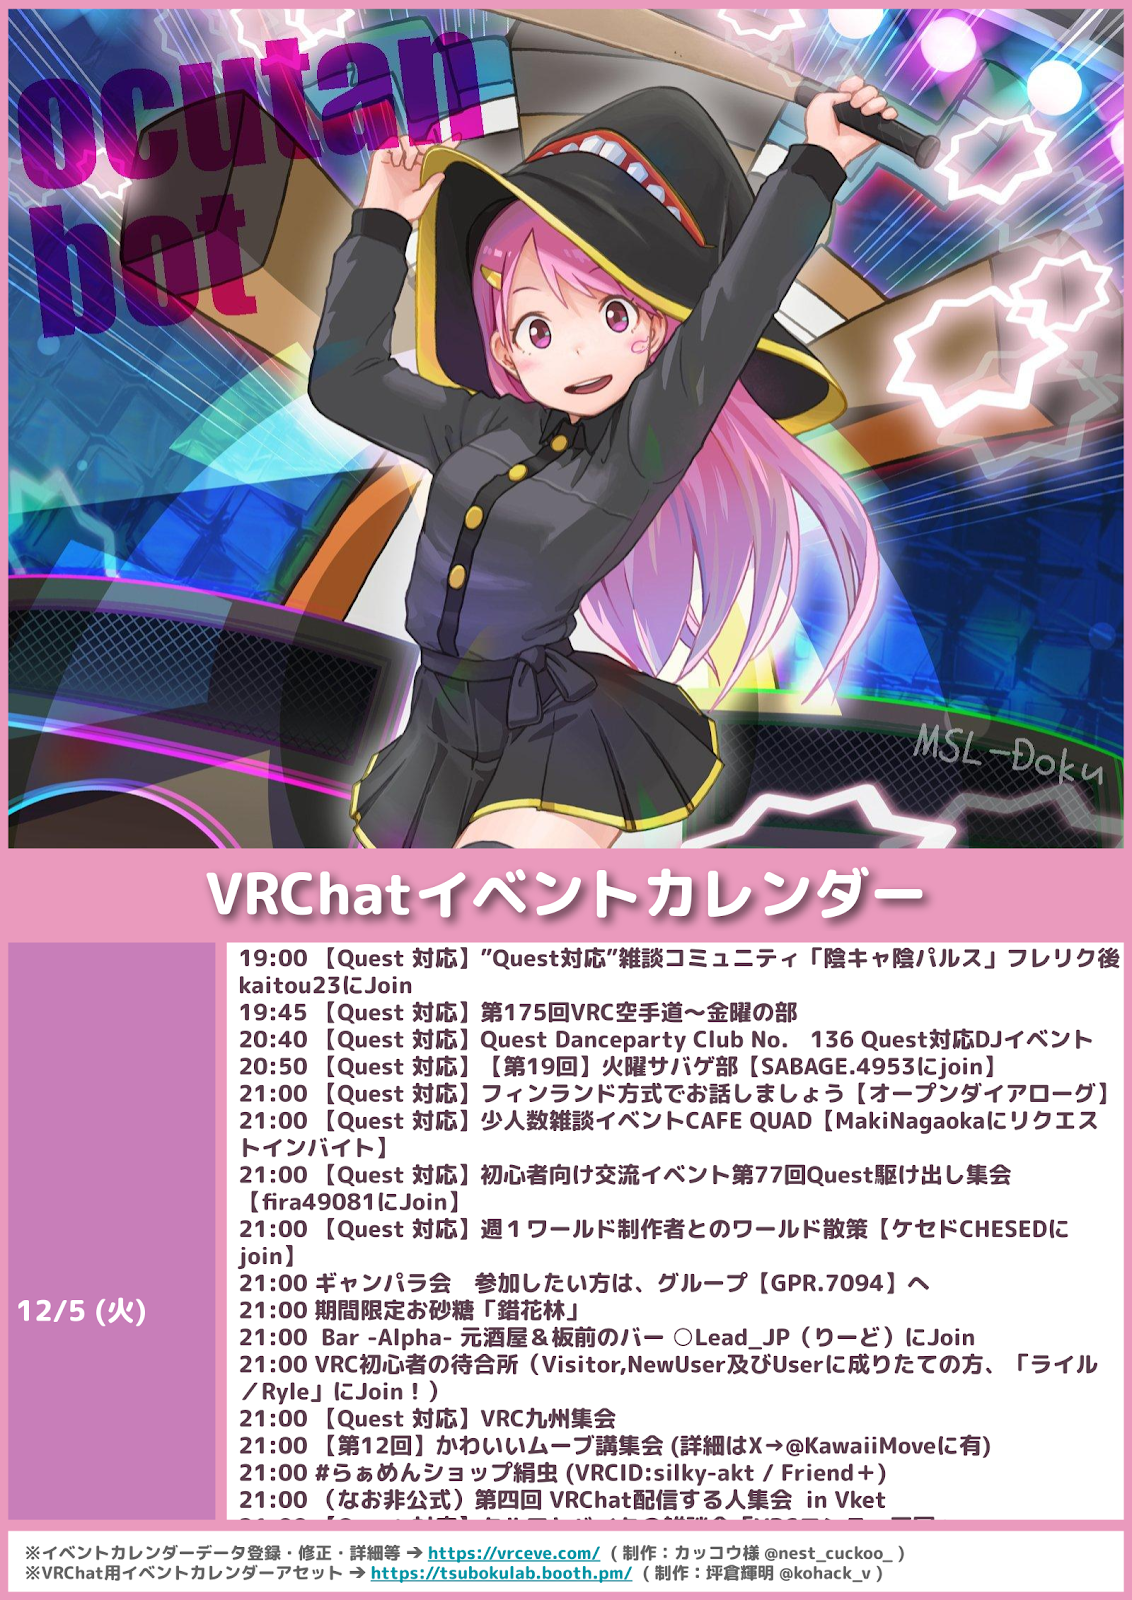 ocutan
bot
MSL-Doku
VRChatイベントカレンダー
12/5 (火)
19:00 【Quest 対応】”Quest対応”雑談コミュニティ「陰キャ陰パルス」フレリク後
kaitou23にJoin
19:45 【Quest 対応】第175回VRC空手道～金曜の部
20:40 【Quest 対応】Quest Danceparty Club No.　136 Quest対応DJイベント
20:50 【Quest 対応】【第19回】火曜サバゲ部【SABAGE.4953にjoin】
21:00 【Quest 対応】フィンランド方式でお話しましょう【オープンダイアローグ】
21:00 【Quest 対応】少人数雑談イベントCAFE QUAD【MakiNagaokaにリクエス
トインバイト】
21:00 【Quest 対応】初心者向け交流イベント第77回Quest駆け出し集会
【fira49081にJoin】
21:00 【Quest 対応】週１ワールド制作者とのワールド散策【ケセドCHESEDに
join】
21:00 ギャンパラ会　参加したい方は、グループ【GPR.7094】へ
21:00 期間限定お砂糖「錯花林」
21:00  Bar -Alpha- 元酒屋＆板前のバー ○Lead_JP（りーど）にJoin
21:00 VRC初心者の待合所（Visitor,NewUser及びUserに成りたての方、「ライル
／Ryle」にJoin！）
21:00 【Quest 対応】VRC九州集会
21:00 【第12回】かわいいムーブ講集会 (詳細はX→@KawaiiMoveに有)
21:00 #らぁめんショップ絹虫 (VRCID:silky-akt / Friend＋)
21:00 （なお非公式）第四回 VRChat配信する人集会  in Vket
※イベントカレンダーデータ登録・修正・詳細等 ➔ https://vrceve.com/  ( 制作：カッコウ様 @nest_cuckoo_ )
※VRChat用イベントカレンダーアセット ➔ https://tsubokulab.booth.pm/  ( 制作：坪倉輝明 @kohack_v )